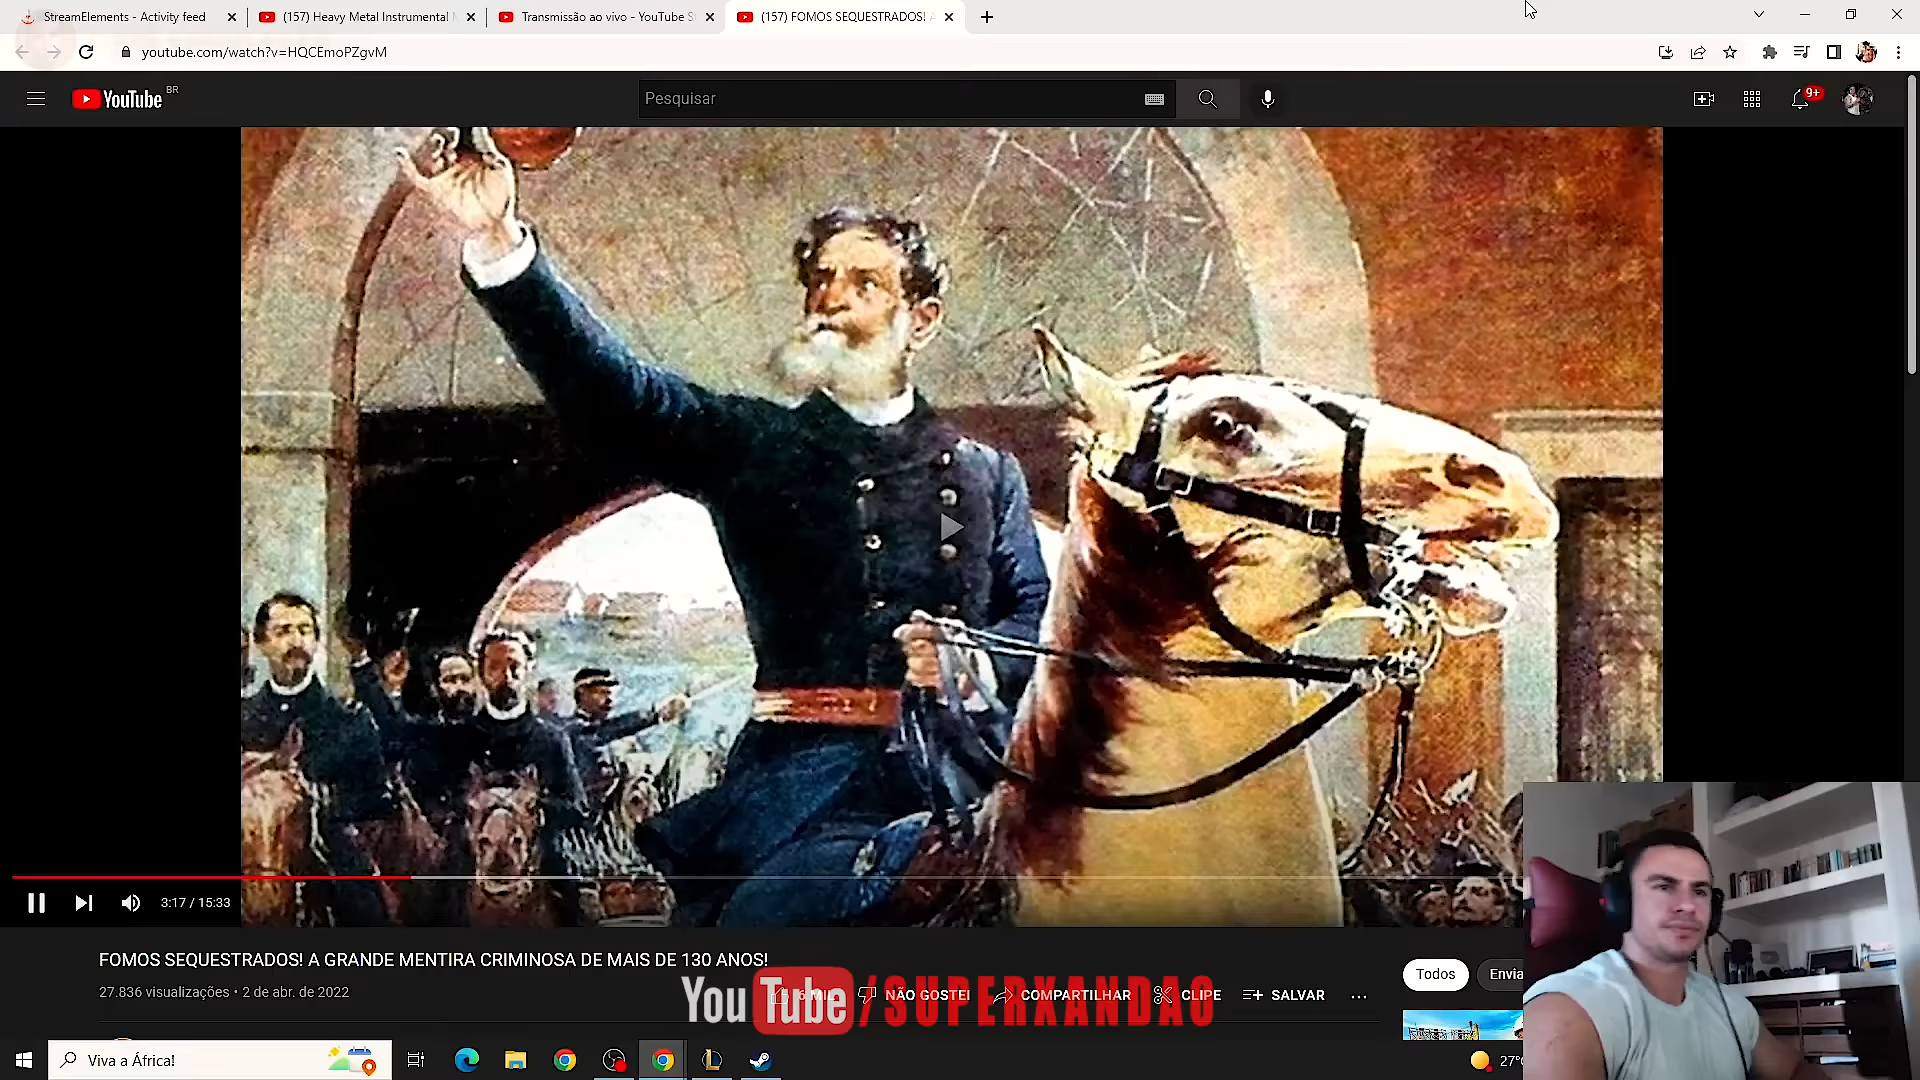 StreamElements - Activity feed
(157) Heavy Metal Instrumental
Transmissão ao vivo - YouTube S
(157) FOMOS SEQUESTRADOS! A
youtube.com/watch?v=HQCEmoPZgvM
YouTube BR
Pesquisar
9+
3:17 / 15:33
FOMOS SEQUESTRADOS! A GRANDE MENTIRA CRIMINOSA DE MAIS DE 130 ANOS!
27.836 visualizações • 2 de abr. de 2022
6 MIL NÃO GOSTEI COMPARTILHAR CLIPE SALVAR ...
YouTube/SUPERXANDAO
Todos
Envia
Viva a África!
27°